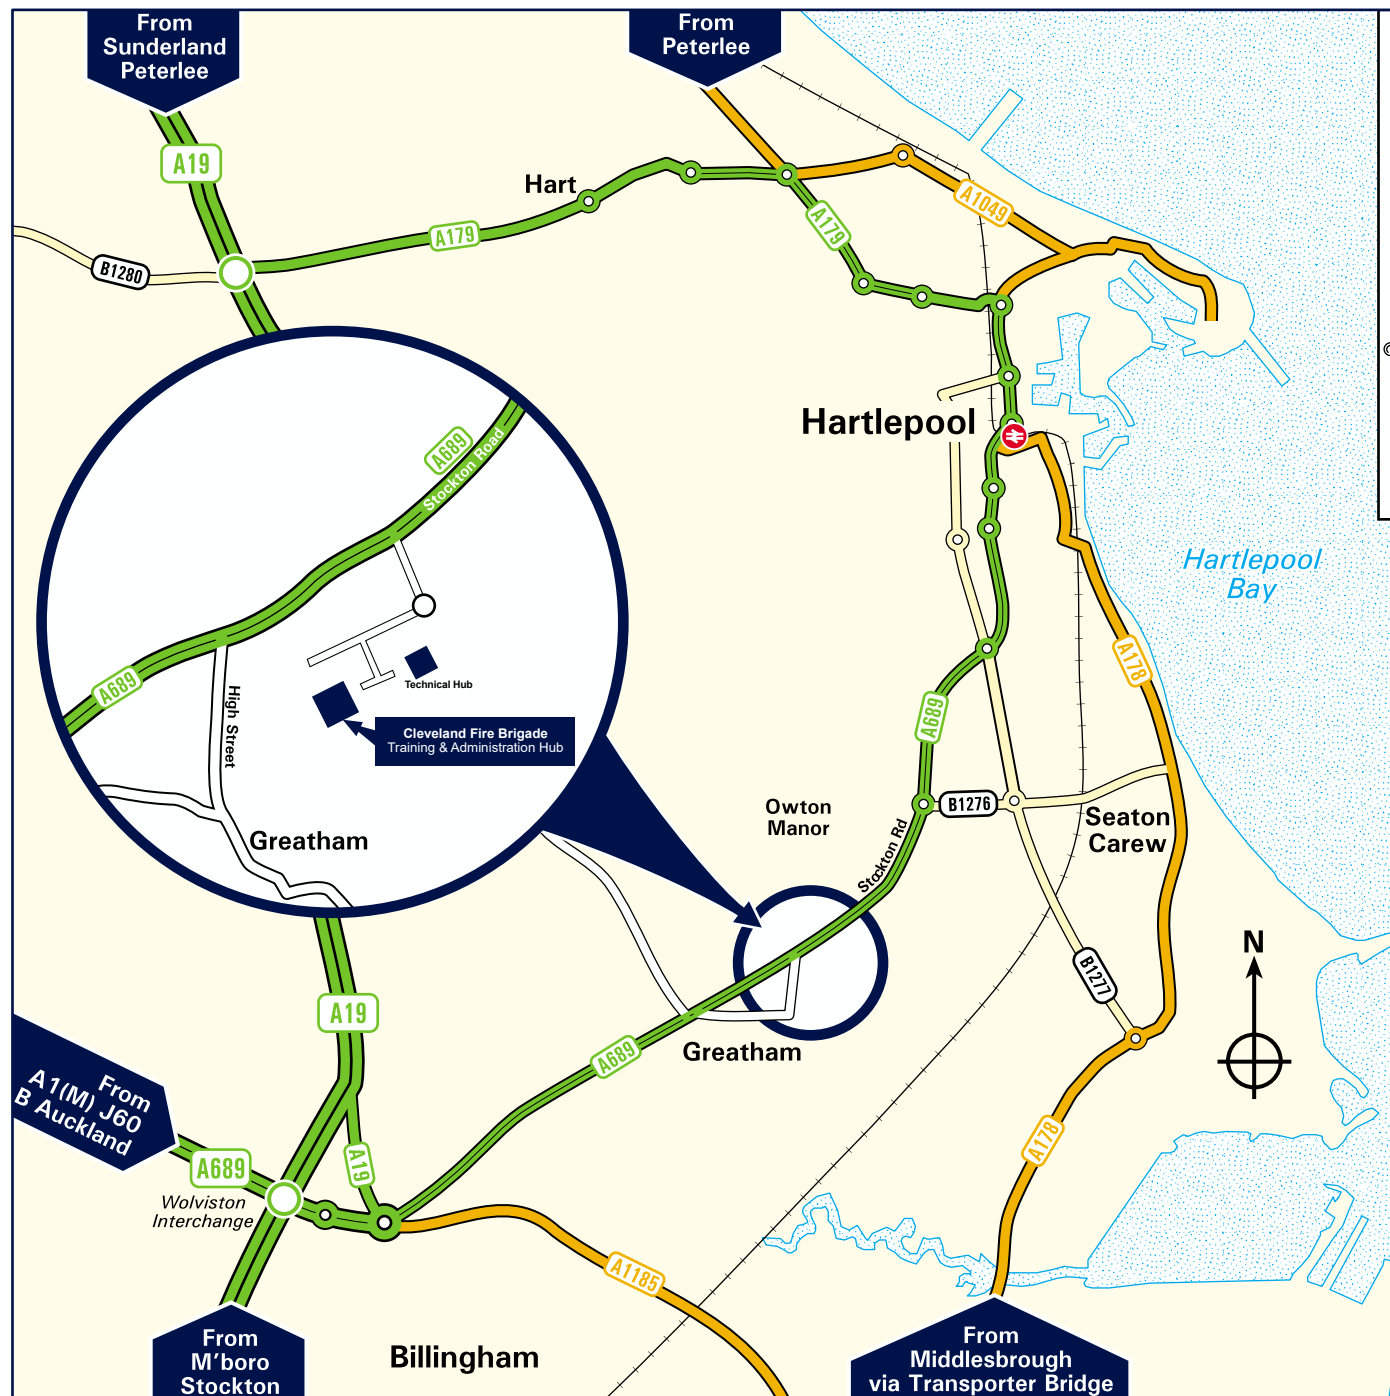 From
Sunderland
Peterlee
From
Peterlee
A19
Hart
A179
A179
A1049
B1280
Hartlepool
Hartlepool
Bay
A689
Stockton Road
A689
High Street
Technical Hub
Cleveland Fire Brigade
Training & Administration Hub
Greatham
A178
A689
B1276
Owton
Manor
Seaton
Carew
Stockton Rd
N
B1277
A19
A689
Greatham
From
A1(M) J60
B Auckland
A689
A19
Wolviston
Interchange
A178
A1185
Billingham
From
M'boro
Stockton
From
Middlesbrough
via Transporter Bridge
©